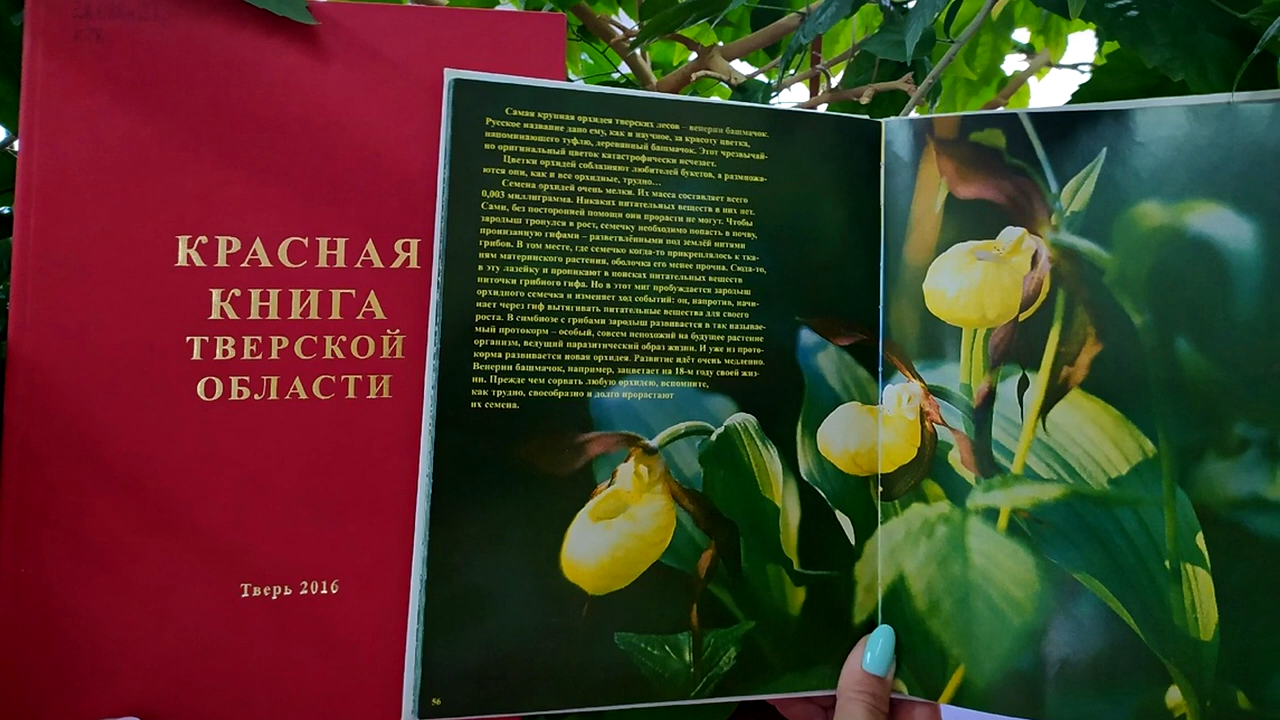 КРАСНАЯ
КНИГА
ТВЕРСКОЙ
ОБЛАСТИ
Тверь 2016
Самая крупная орхидея тверских лесов – венерин башмачок.
Русское название дано ему, как и научное, за красоту цветка,
напоминающего туфлю, деревянный башмачок. Этот чрезвычай-
но оригинальный цветок катастрофически исчезает.
Цветки орхидей соблазняют любителей букетов, а размножа-
ются они, как и все орхидные, трудно...
Семена орхидей очень мелки. Их масса составляет всего
0,003 миллиграмма. Никаких питательных веществ в них нет.
Сами, без посторонней помощи они прорасти не могут. Чтобы
зародыш тронулся в рост, семечку необходимо попасть в почву,
пронизанную гифами – разветвлёнными под землёй нитями
грибов. В том месте, где семечко когда-то прикреплялось к тка-
ням материнского растения, оболочка его менее прочна. Сюда-то,
в эту лазейку и проникают в поисках питательных веществ
ниточки грибного гифа. Но в этот миг пробуждается зародыш
орхидного семечка и изменяет ход событий: он, напротив, начи-
нает через гиф вытягивать питательные вещества для своего
роста. В симбиозе с грибами зародыш развивается в так называе-
мый протокорм – особый, совсем непохожий на будущее растение
организм, ведущий паразитический образ жизни. И уже из прото-
корма развивается новая орхидея. Развитие идёт очень медленно.
Венерин башмачок, например, зацветает на 18-м году своей жиз-
ни. Прежде чем сорвать любую орхидею, вспомните,
как трудно, своеобразно и долго прорастают
их семена.
56